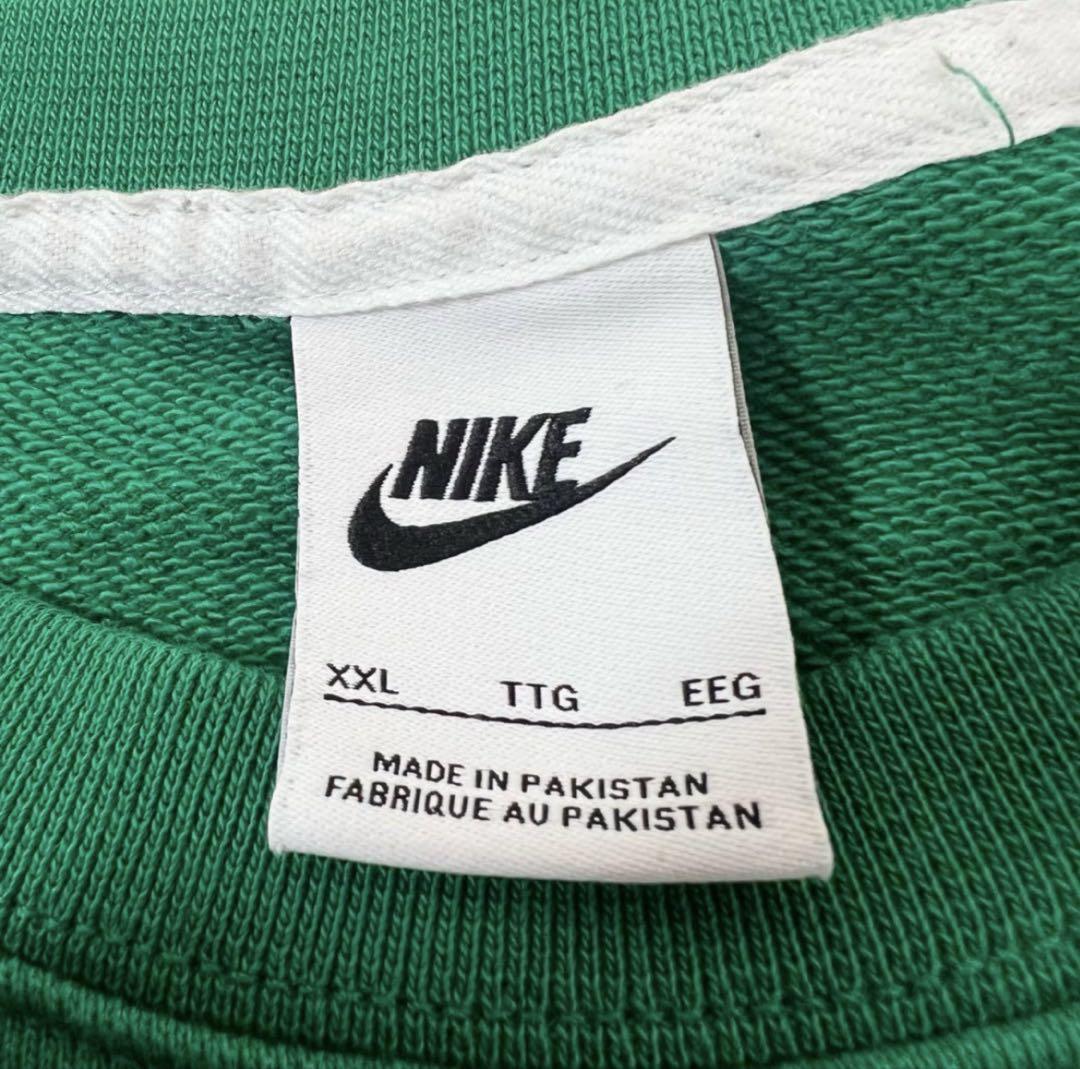 NIKE
XXL TTG EEG
MADE IN PAKISTAN
FABRIQUE AU PAKISTAN